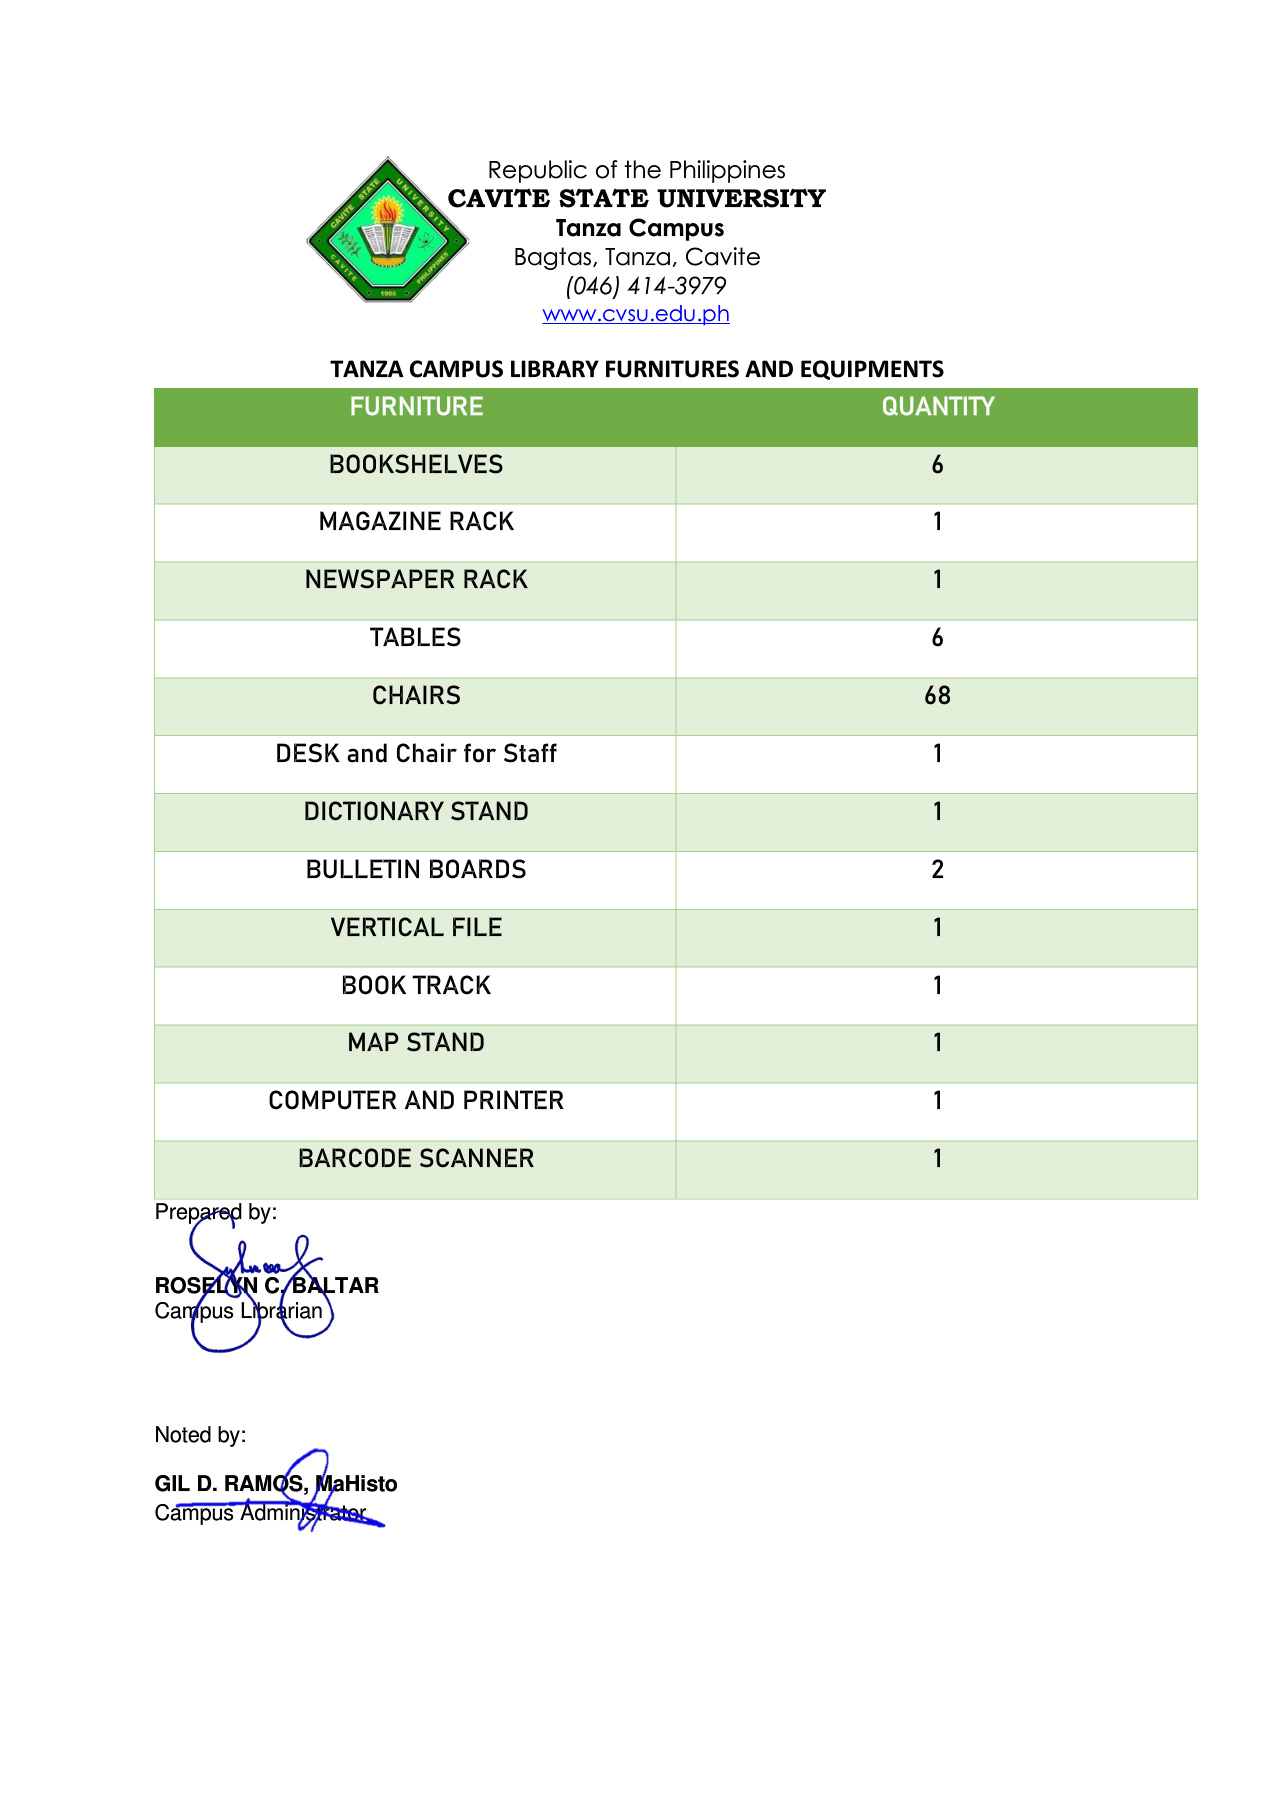 Republic of the Philippines
CAVITE STATE UNIVERSITY
Tanza Campus
Bagtas, Tanza, Cavite
(046) 414-3979
www.cvsu.edu.ph
CAVITE STATE UNIVERSITY
CAVITE PHILIPPINES
1906
TANZA CAMPUS LIBRARY FURNITURES AND EQUIPMENTS
FURNITURE QUANTITY
BOOKSHELVES 6
MAGAZINE RACK 1
NEWSPAPER RACK 1
TABLES 6
CHAIRS 68
DESK and Chair for Staff 1
DICTIONARY STAND 1
BULLETIN BOARDS 2
VERTICAL FILE 1
BOOK TRACK 1
MAP STAND 1
COMPUTER AND PRINTER 1
BARCODE SCANNER 1
Prepared by:
ROSELYN C. BALTAR
Campus Librarian
Noted by:
GIL D. RAMOS, MaHisto
Campus Administrator